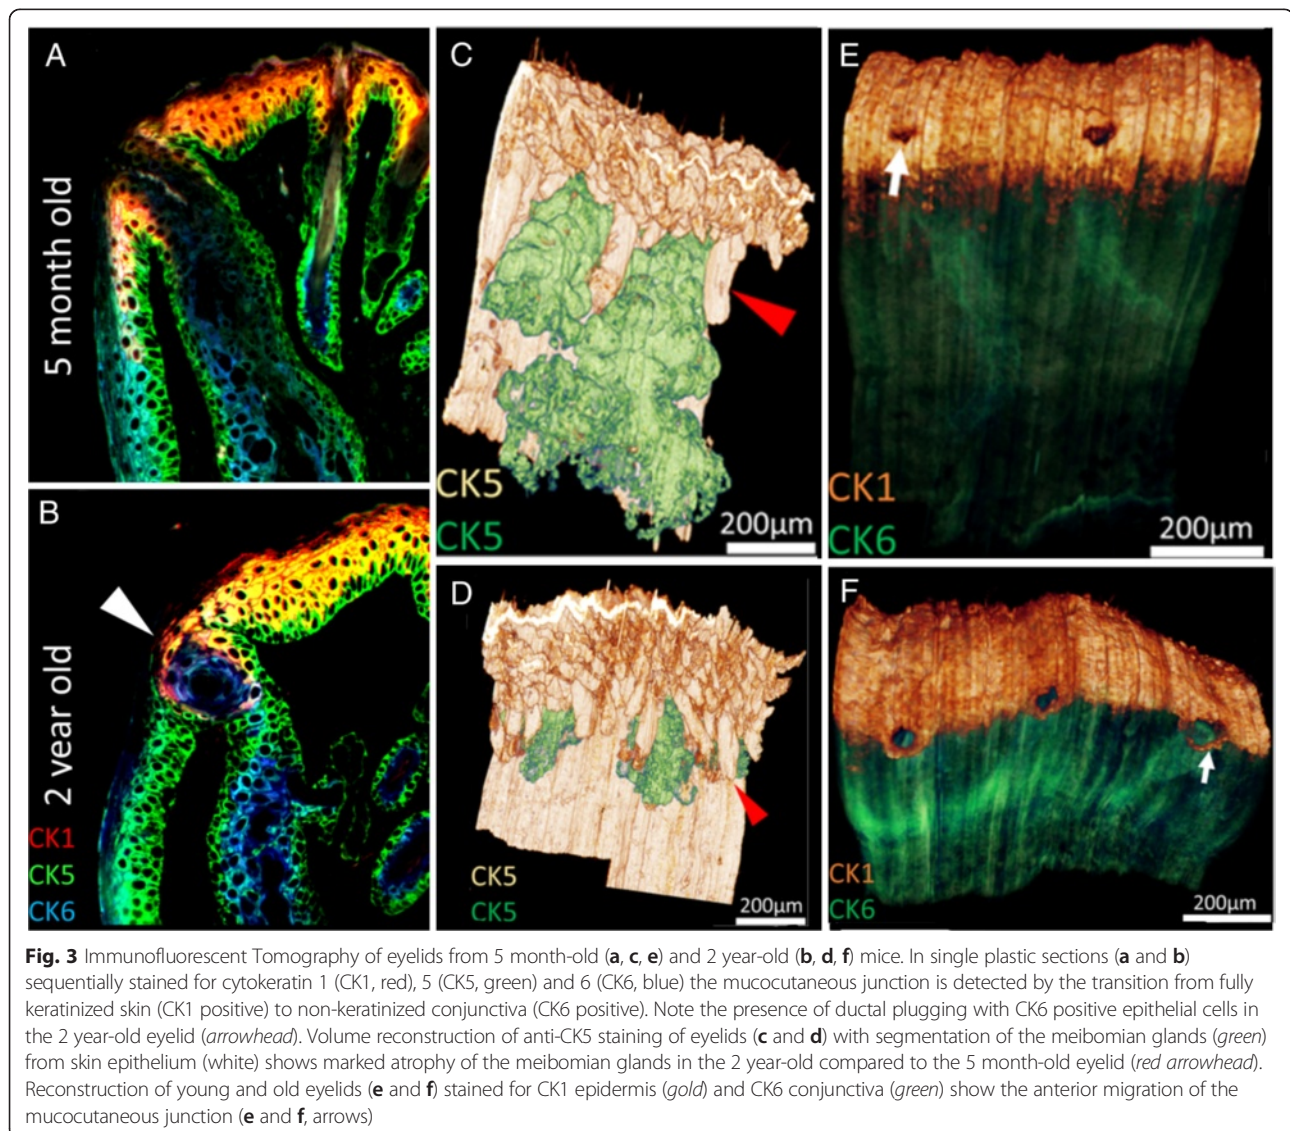 A
5 month old
B
2 year old
CK1
CK5
CK6
C
CK5
CK5
200µm
D
CK5
CK5
200µm
E
CK1
CK6
200µm
F
CK1
CK6
200µm
Fig. 3 Immunofluorescent Tomography of eyelids from 5 month-old (a, c, e) and 2 year-old (b, d, f) mice. In single plastic sections (a and b)
sequentially stained for cytokeratin 1 (CK1, red), 5 (CK5, green) and 6 (CK6, blue) the mucocutaneous junction is detected by the transition from fully
keratinized skin (CK1 positive) to non-keratinized conjunctiva (CK6 positive). Note the presence of ductal plugging with CK6 positive epithelial cells in
the 2 year-old eyelid (arrowhead). Volume reconstruction of anti-CK5 staining of eyelids (c and d) with segmentation of the meibomian glands (green)
from skin epithelium (white) shows marked atrophy of the meibomian glands in the 2 year-old compared to the 5 month-old eyelid (red arrowhead).
Reconstruction of young and old eyelids (e and f) stained for CK1 epidermis (gold) and CK6 conjunctiva (green) show the anterior migration of the
mucocutaneous junction (e and f, arrows)